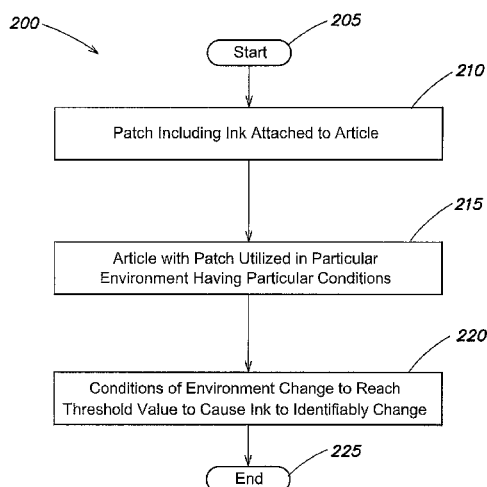 200
205
Start
210
Patch Including Ink Attached to Article
215
Article with Patch Utilized in Particular
Environment Having Particular Conditions
220
Conditions of Environment Change to Reach
Threshold Value to Cause Ink to Identifiably Change
End
225